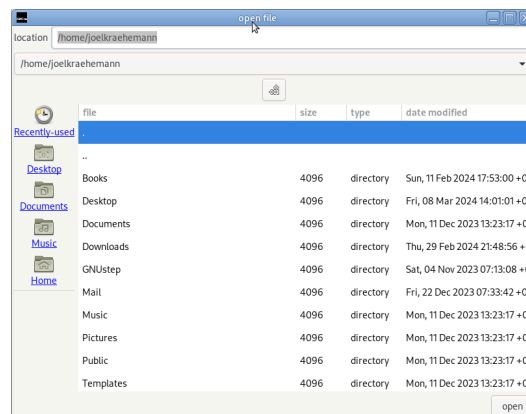 open file
location /home/joelkraehemann
/home/joelkraehemann
file size type date modified
Recently-used .
..
Desktop
Books 4096 directory Sun, 11 Feb 2024 17:53:00 +0
Desktop 4096 directory Fri, 08 Mar 2024 14:01:01 +0
Documents
Documents 4096 directory Mon, 11 Dec 2023 13:23:17 +0
Music
Downloads 4096 directory Thu, 29 Feb 2024 21:48:56 +
GNUstep 4096 directory Sat, 04 Nov 2023 07:13:08 +
Home
Mail 4096 directory Fri, 22 Dec 2023 07:33:42 +0
Music 4096 directory Mon, 11 Dec 2023 13:23:17 +0
Pictures 4096 directory Mon, 11 Dec 2023 13:23:17 +0
Public 4096 directory Mon, 11 Dec 2023 13:23:17 +0
Templates 4096 directory Mon, 11 Dec 2023 13:23:17 +0
open